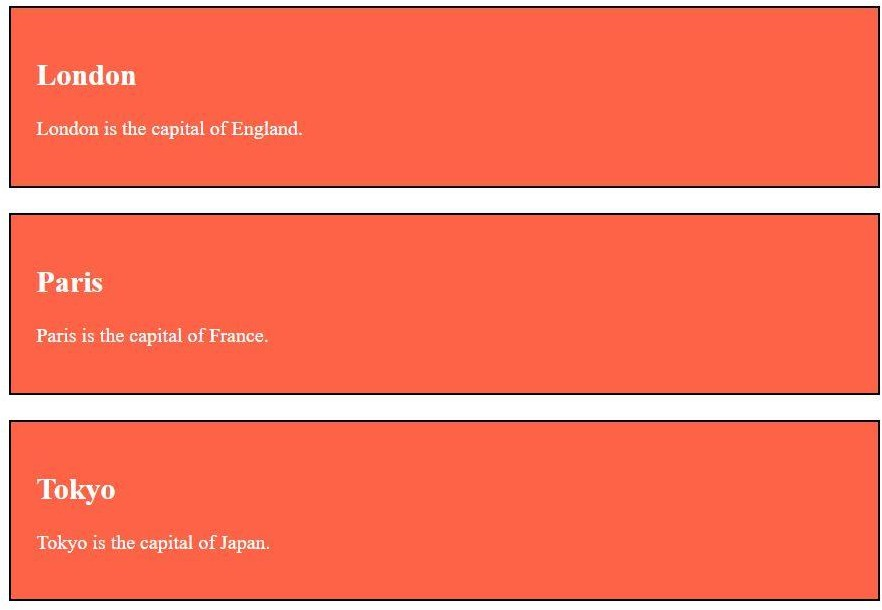 London
London is the capital of England.
Paris
Paris is the capital of France.
Tokyo
Tokyo is the capital of Japan.